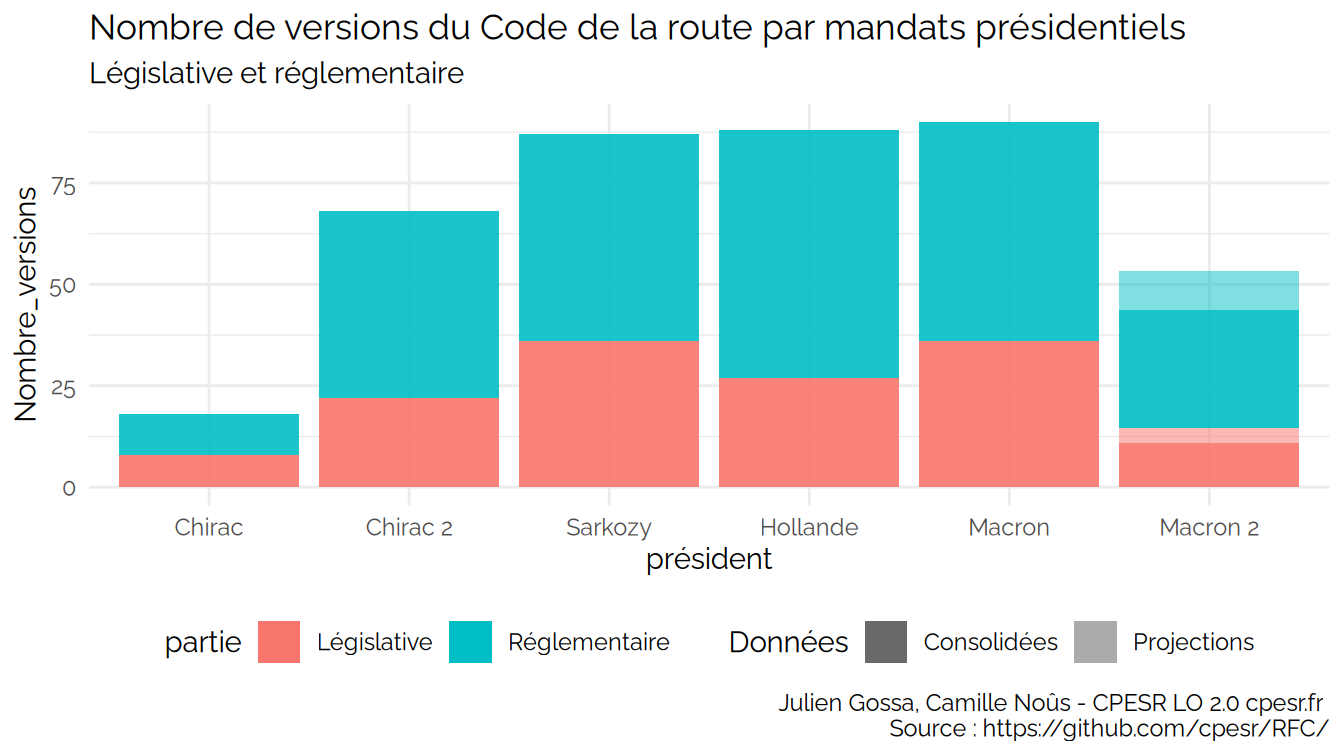 Nombre de versions du Code de la route par mandats présidentiels
Législative et réglementaire
Nombre_versions
75
50
25
0
Chirac Chirac 2 Sarkozy Hollande Macron Macron 2
président
partie Législative Réglementaire Données Consolidées Projections
Julien Gossa, Camille Noûs - CPESR LO 2.0 cpesr.fr
Source : https://github.com/cpesr/RFC/